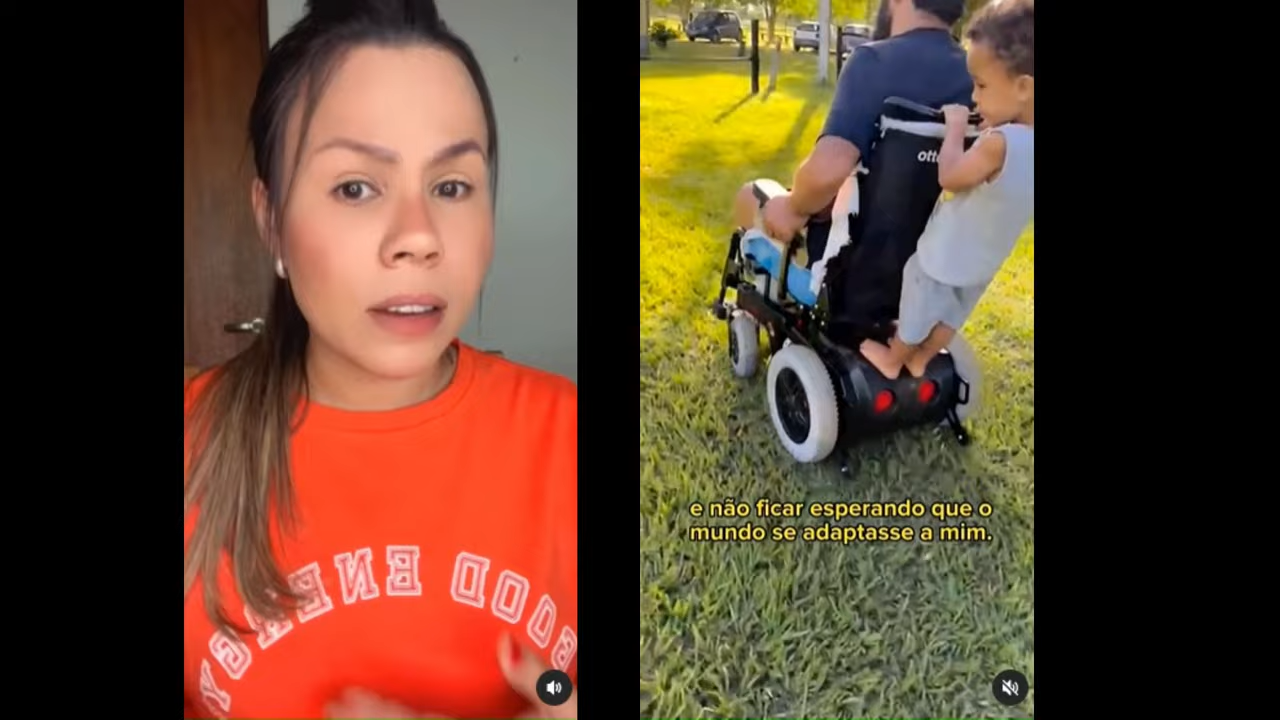 GOOD ENERGY
otto
e não ficar esperando que o
mundo se adaptasse a mim.